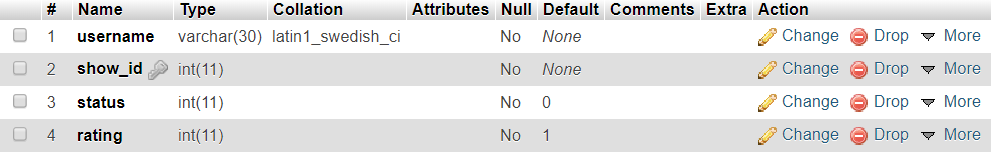 # Name Type Collation Attributes Null Default Comments Extra Action
1 username varchar(30) latin1_swedish_ci No None Change Drop More
2 show_id int(11) No None Change Drop More
3 status int(11) No 0 Change Drop More
4 rating int(11) No 1 Change Drop More